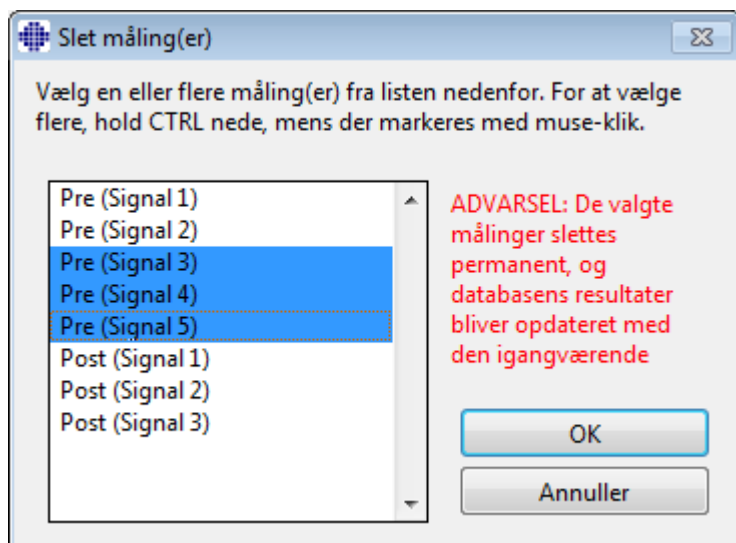 Slet måling(er)
Vælg en eller flere måling(er) fra listen nedenfor. For at vælge
flere, hold CTRL nede, mens der markeres med muse-klik.
Pre (Signal 1)
Pre (Signal 2)
Pre (Signal 3)
Pre (Signal 4)
Pre (Signal 5)
Post (Signal 1)
Post (Signal 2)
Post (Signal 3)
ADVARSEL: De valgte
målinger slettes
permanent, og
databasens resultater
bliver opdateret med
den igangværende
OK
Annuller